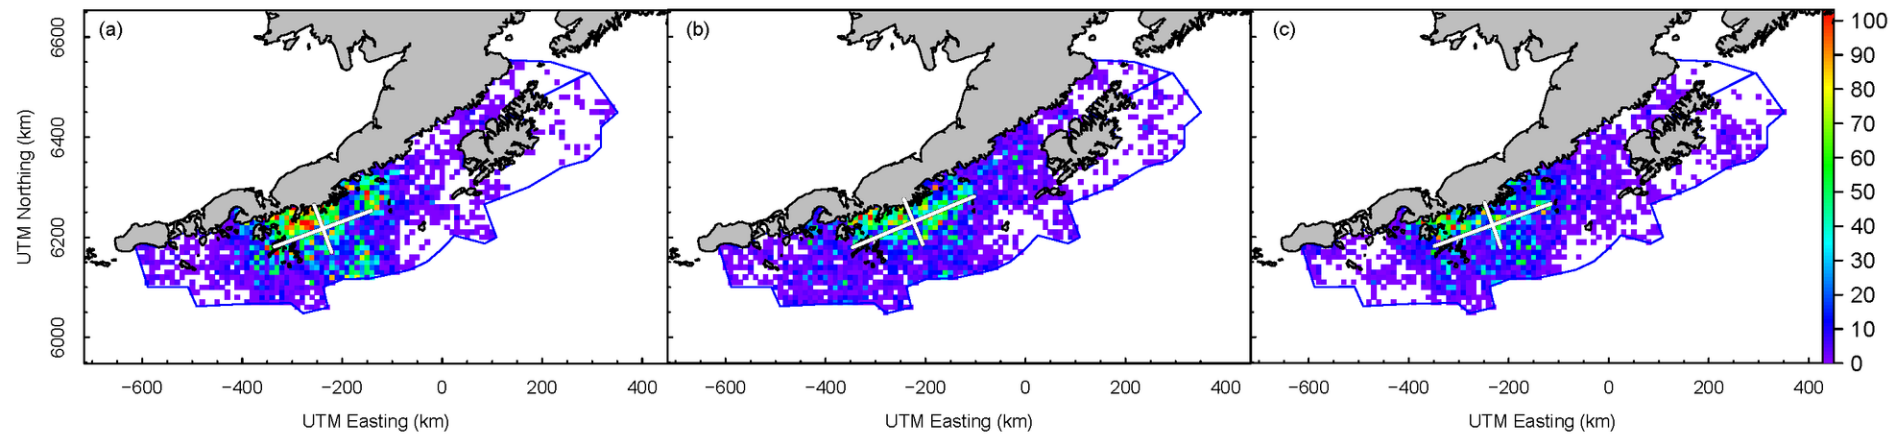 (a)
(b)
(c)
UTM Northing (km)
6600
6400
6200
6000
−600 −400 −200 0 200 400
−600 −400 −200 0 200 400
−600 −400 −200 0 200 400
UTM Easting (km)
UTM Easting (km)
UTM Easting (km)
100
90
80
70
60
50
40
30
20
10
0